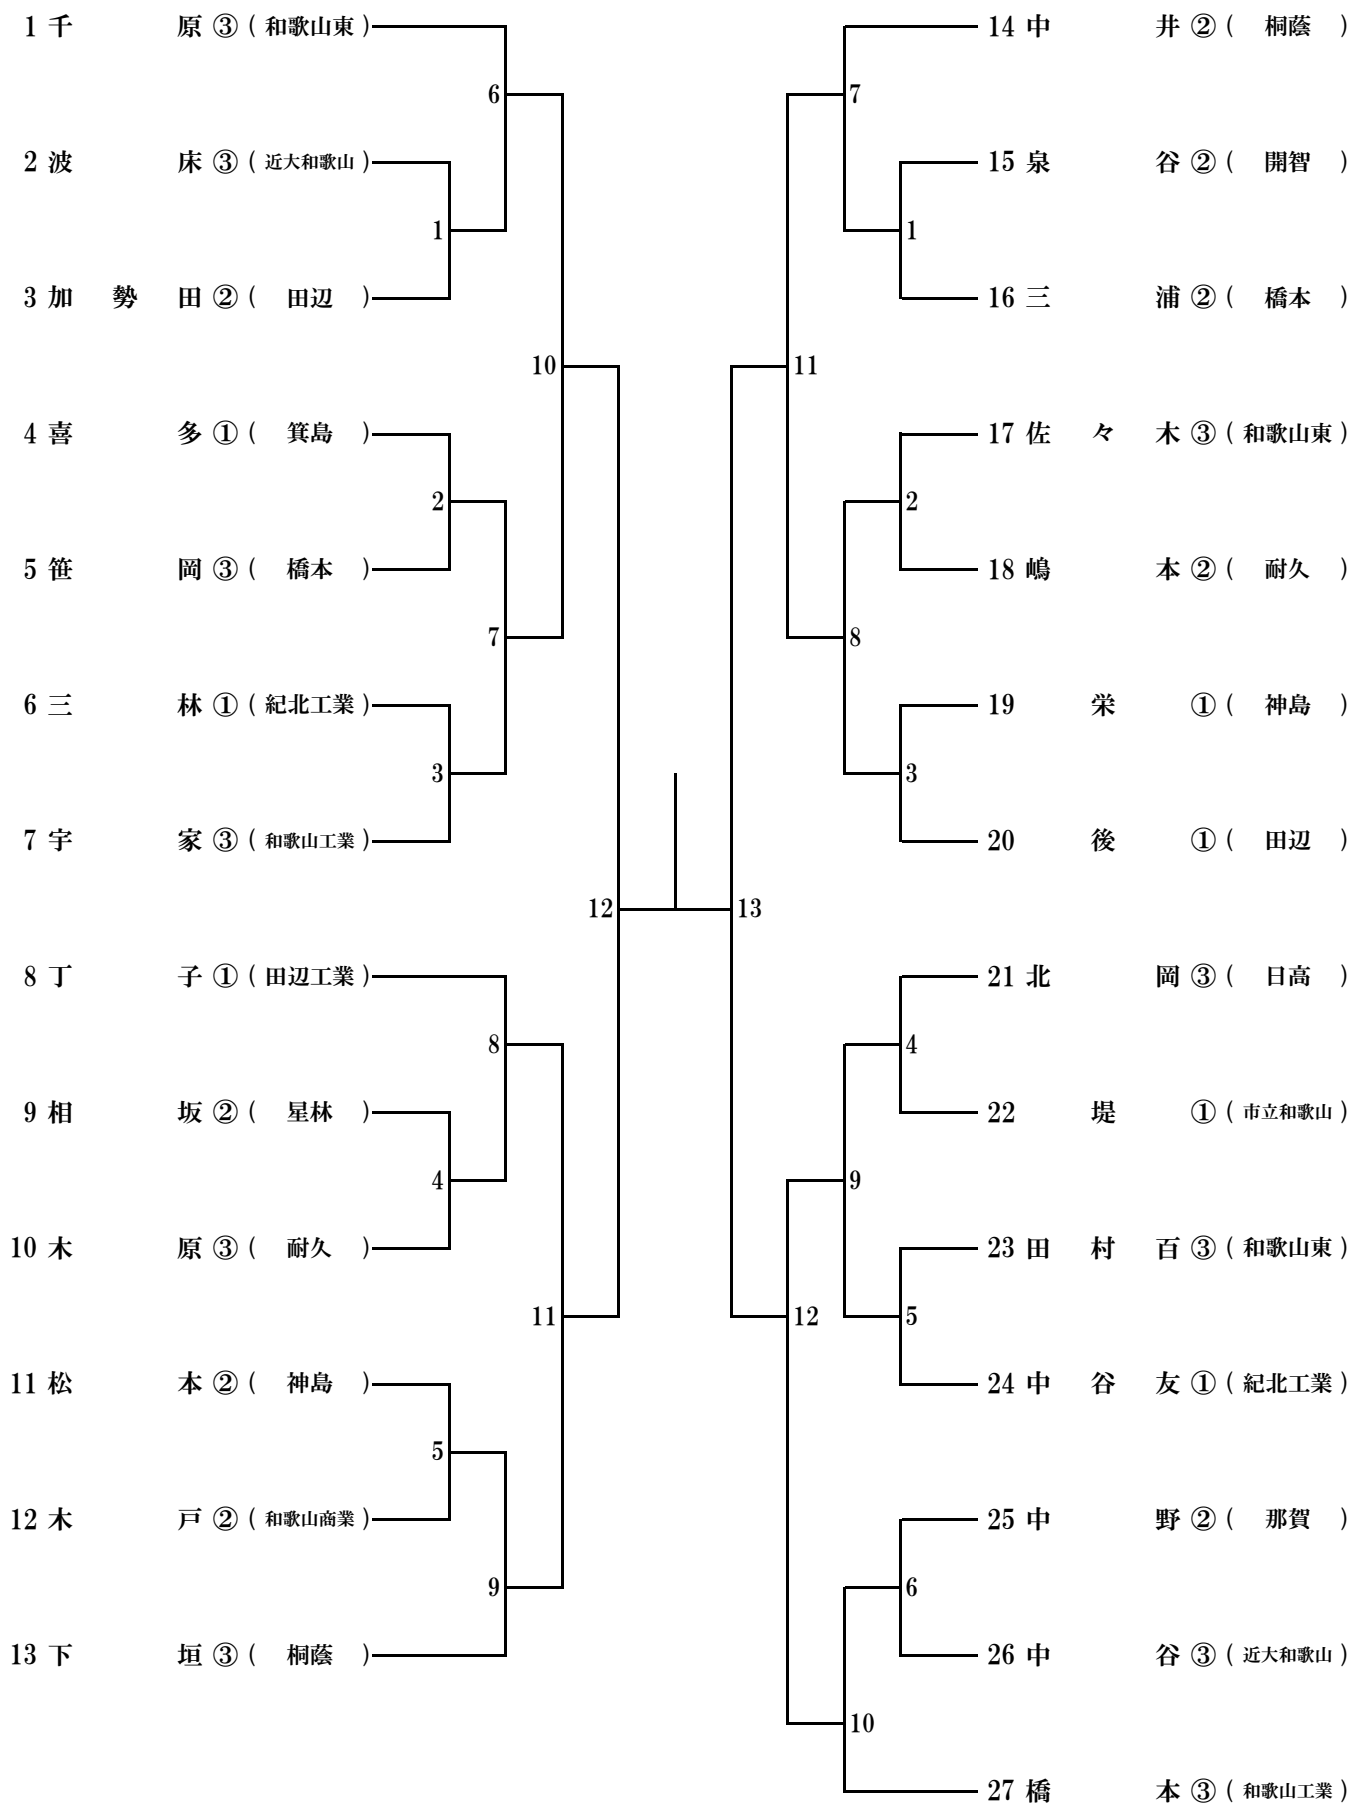 1 千 原 ③ ( 和歌山東 )
2 波 床 ③ ( 近大和歌山 )
3 加 勢 田 ② ( 田辺 )
4 喜 多 ① ( 箕島 )
5 笹 岡 ③ ( 橋本 )
6 三 林 ① ( 紀北工業 )
7 宇 家 ③ ( 和歌山工業 )
8 丁 子 ① ( 田辺工業 )
9 相 坂 ② ( 星林 )
10 木 原 ③ ( 耐久 )
11 松 本 ② ( 神島 )
12 木 戸 ② ( 和歌山商業 )
13 下 垣 ③ ( 桐蔭 )
6
1
10
2
7
3
12
8
4
11
5
9
14 中 井 ② ( 桐蔭 )
15 泉 谷 ② ( 開智 )
16 三 浦 ② ( 橋本 )
17 佐 々 木 ③ ( 和歌山東 )
18 嶋 本 ② ( 耐久 )
19 栄 ① ( 神島 )
20 後 ① ( 田辺 )
21 北 岡 ③ ( 日高 )
22 堤 ① ( 市立和歌山 )
23 田 村 百 ③ ( 和歌山東 )
24 中 谷 友 ① ( 紀北工業 )
25 中 野 ② ( 那賀 )
26 中 谷 ③ ( 近大和歌山 )
27 橋 本 ③ ( 和歌山工業 )
7
1
11
2
8
3
13
4
9
12
5
6
10